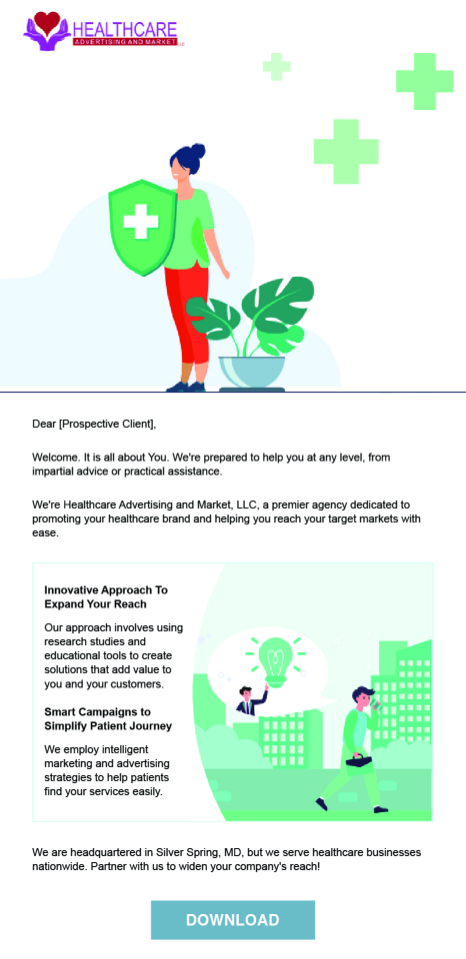 HEALTHCARE
ADVERTISING AND MARKET
Dear [Prospective Client],
Welcome. It is all about You. We're prepared to help you at any level, from
impartial advice or practical assistance.
We're Healthcare Advertising and Market, LLC, a premier agency dedicated to
promoting your healthcare brand and helping you reach your target markets with
ease.
Innovative Approach To
Expand Your Reach
Our approach involves using
research studies and
educational tools to create
solutions that add value to
you and your customers.
Smart Campaigns to
Simplify Patient Journey
We employ intelligent
marketing and advertising
strategies to help patients
find your services easily.
We are headquartered in Silver Spring, MD, but we serve healthcare businesses
nationwide. Partner with us to widen your company's reach!
DOWNLOAD